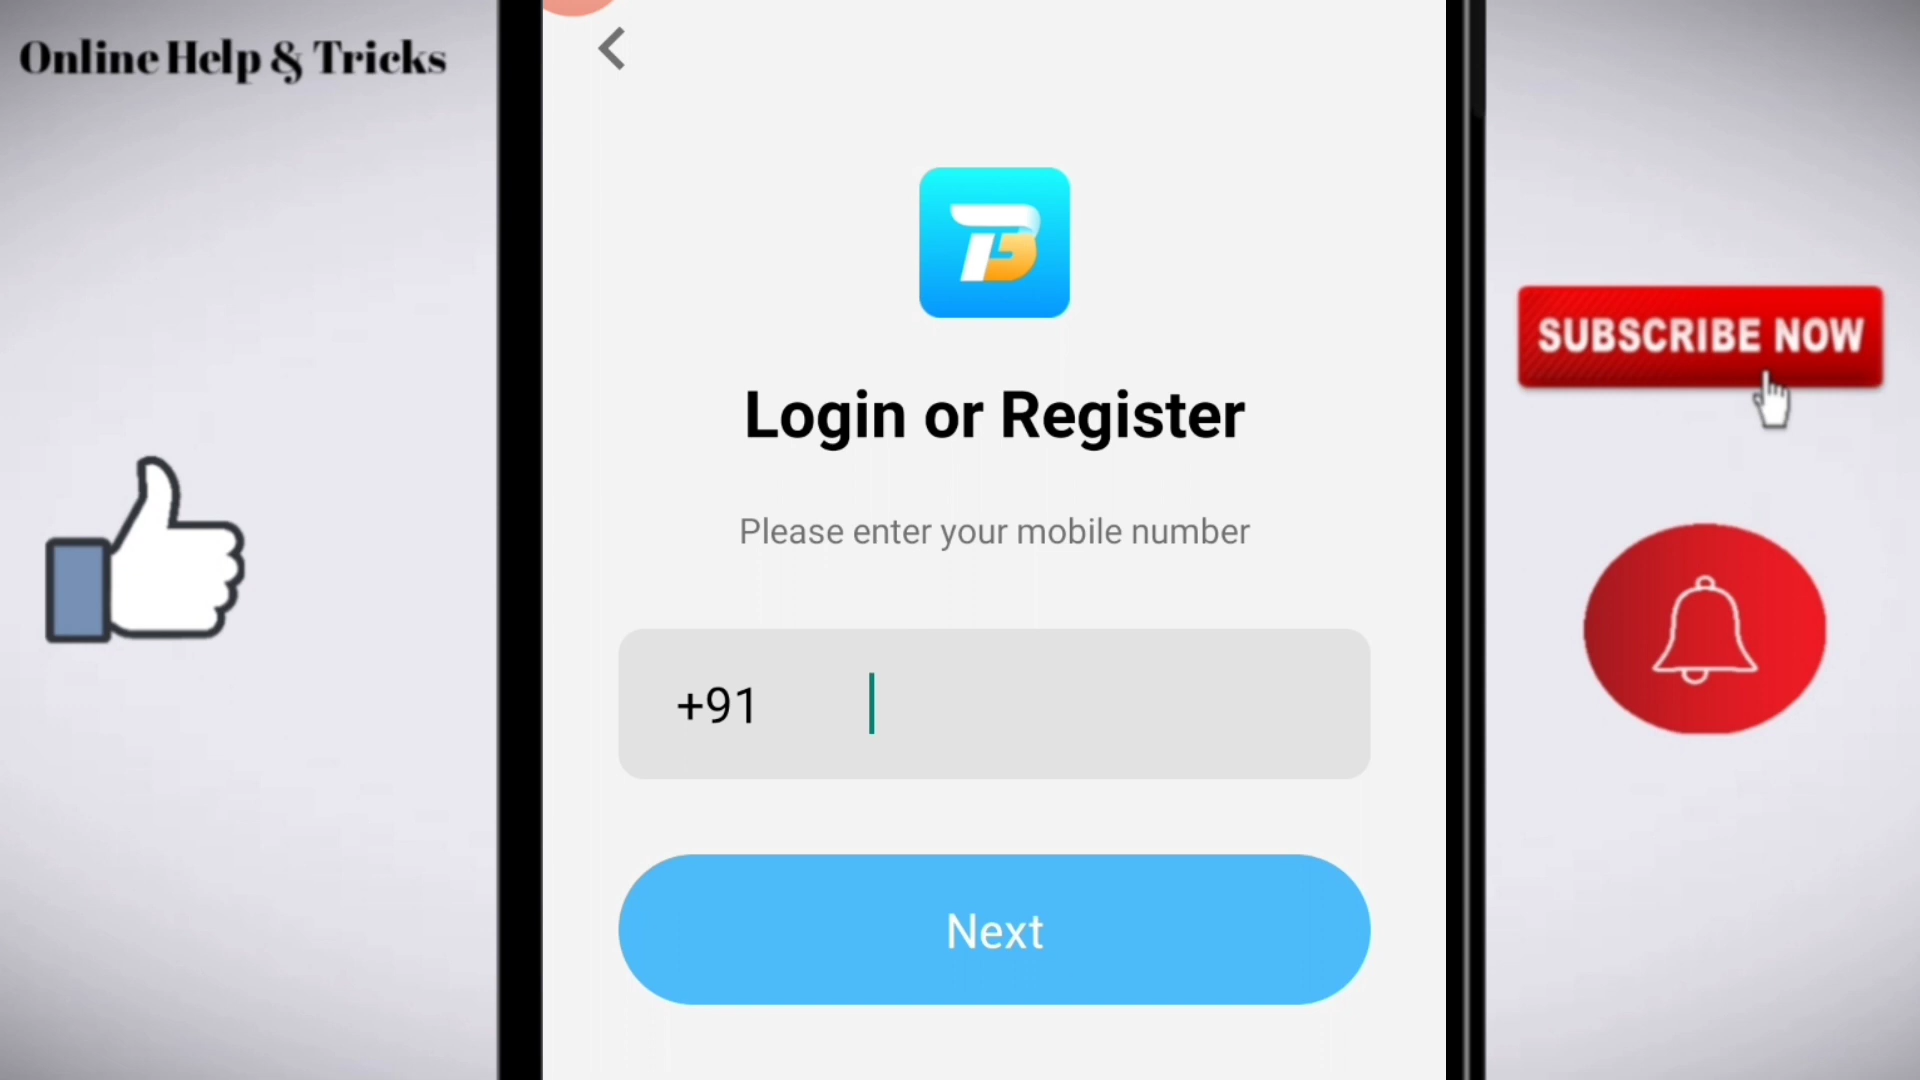 Online Help & Tricks
Login or Register
Please enter your mobile number
+91
Next
SUBSCRIBE NOW